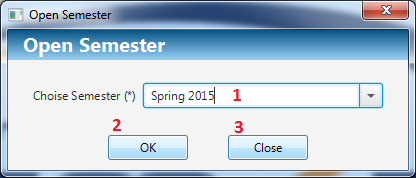 Open Semester
Open Semester
Choise Semester (*) Spring 2015 1
2 3
OK Close